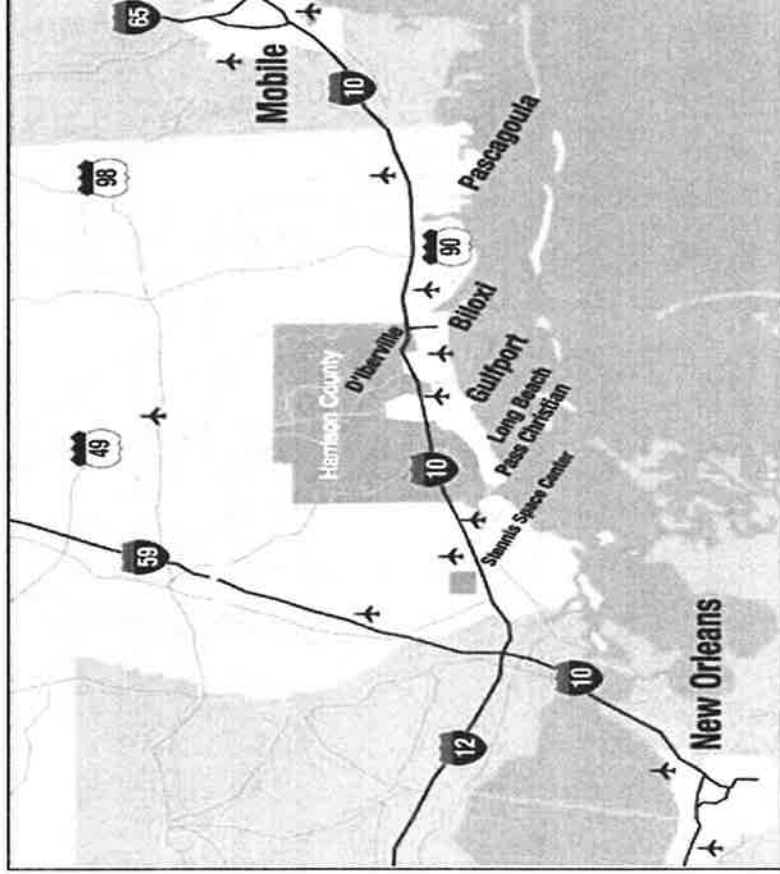 65
Mobile
10
98
Pascagoula
90
Biloxi
D'Iberville
Gulfport
Harrison County
Long Beach
Pass Christian
49
10
Stennis Space Center
59
10
New Orleans
12